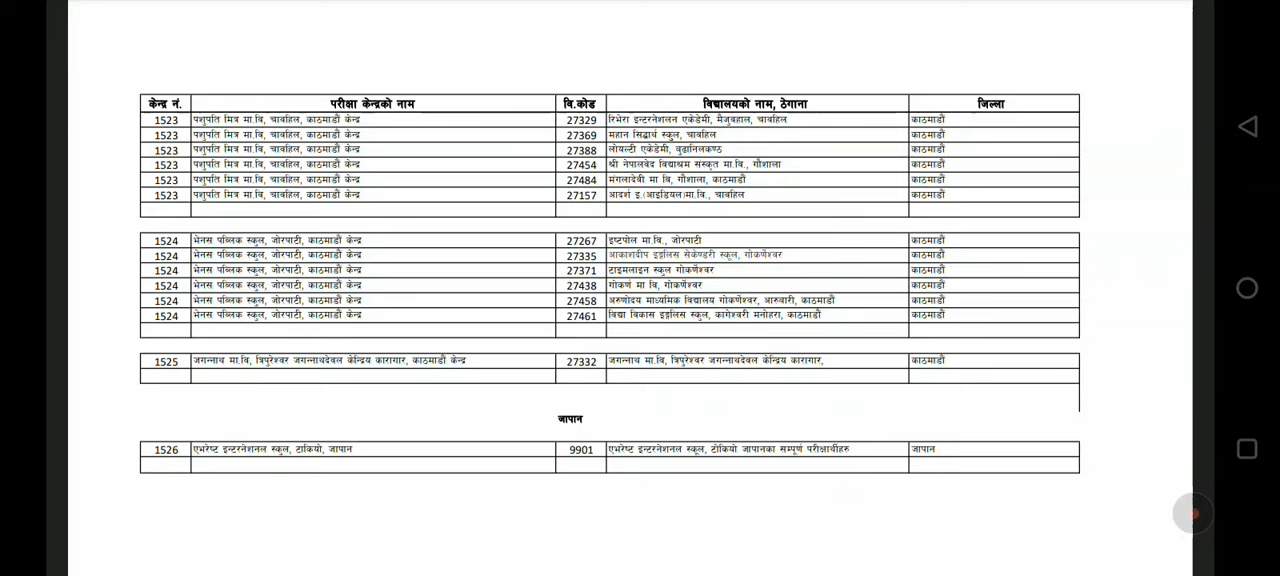 केन्द्र नं. परीक्षा केन्द्रको नाम वि.कोड विद्यालयको नाम, ठेगाना जिल्ला
1523 पशुपति मित्र मा.वि, चावहिल, काठमाडौं केन्द्र 27329 रिभेरा इन्टरनेशलन एकेडेमी, मैजुवहाल, चावहिल काठमाडौं
1523 पशुपति मित्र मा.वि, चावहिल, काठमाडौं केन्द्र 27369 महान सिद्धार्थ स्कुल, चावहिल काठमाडौं
1523 पशुपति मित्र मा.वि, चावहिल, काठमाडौं केन्द्र 27388 लोयल्टी एकेडेमी, वुढानिलकण्ठ काठमाडौं
1523 पशुपति मित्र मा.वि, चावहिल, काठमाडौं केन्द्र 27454 श्री नेपालवेद विद्याश्रम संस्कृत मा.वि., गौशाला काठमाडौं
1523 पशुपति मित्र मा.वि, चावहिल, काठमाडौं केन्द्र 27484 मंगलादेवी मा वि, गौशाला, काठमाडौं काठमाडौं
1523 पशुपति मित्र मा.वि, चावहिल, काठमाडौं केन्द्र 27157 आदर्श इ.(आइडियल)मा.वि., चावहिल काठमाडौं
1524 भेनस पब्लिक स्कुल, जोरपाटी, काठमाडौं केन्द्र 27267 इष्टपोल मा.वि., जोरपाटी काठमाडौं
1524 भेनस पब्लिक स्कुल, जोरपाटी, काठमाडौं केन्द्र 27335 आकाशदीप इङ्गलिस सेकेण्डरी स्कूल, गोकर्णेश्वर काठमाडौं
1524 भेनस पब्लिक स्कुल, जोरपाटी, काठमाडौं केन्द्र 27371 टाइमलाइन स्कुल गोकर्णेश्वर काठमाडौं
1524 भेनस पब्लिक स्कुल, जोरपाटी, काठमाडौं केन्द्र 27438 गोकर्ण मा वि, गोकर्णेश्वर काठमाडौं
1524 भेनस पब्लिक स्कुल, जोरपाटी, काठमाडौं केन्द्र 27458 अरुणोदय माध्यमिक विद्यालय गोकर्णेश्वर, आरुवारी, काठमाडौं काठमाडौं
1524 भेनस पब्लिक स्कुल, जोरपाटी, काठमाडौं केन्द्र 27461 विद्या विकास इङ्गलिस स्कुल, कागेश्वरी मनोहरा, काठमाडौं काठमाडौं
1525 जगन्नाथ मा.वि, त्रिपुरेश्वर जगन्नाथदेवल केन्द्रिय कारागार, काठमाडौं केन्द्र 27332 जगन्नाथ मा.वि, त्रिपुरेश्वर जगन्नाथदेवल केन्द्रिय कारागार, काठमाडौं
जापान
1526 एभरेष्ट इन्टरनेशनल स्कुल, टाकियो, जापान 9901 एभरेष्ट इन्टरनेशनल स्कूल, टोकियो जापानका सम्पूर्ण परीक्षार्थीहरु जापान